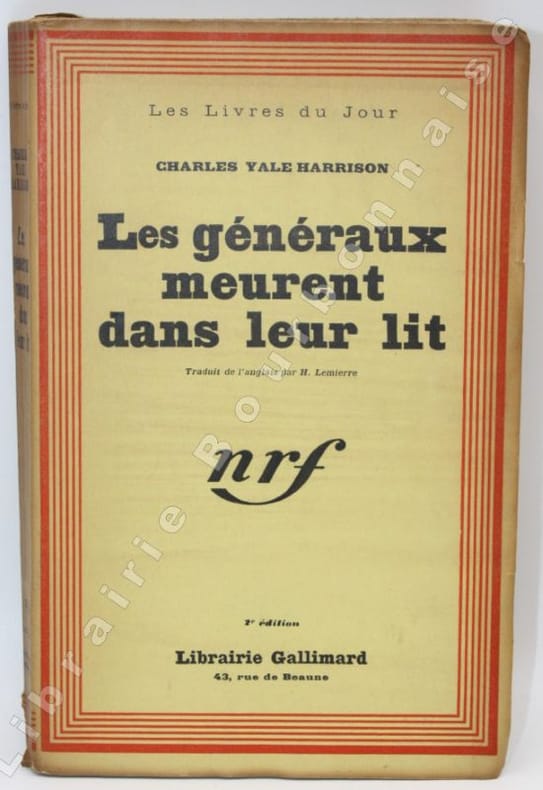 Les Livres du Jour
CHARLES YALE HARRISON
Les généraux
meurent
dans leur lit
Traduit de l'anglais par H. Lemierre
nrf
2e édition
Librairie Gallimard
43, rue de Beaune
Librairie Bourbonnaise